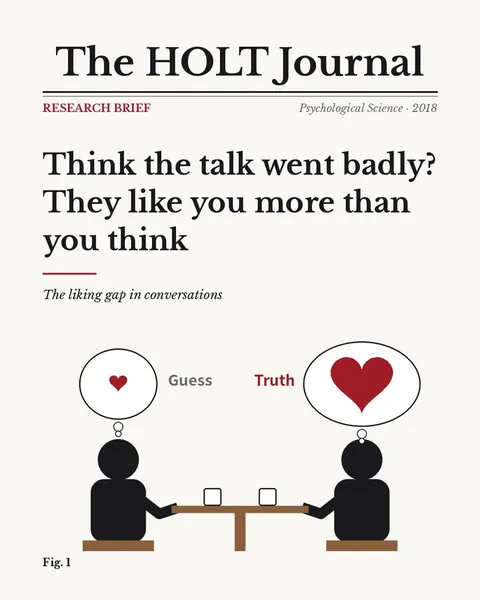 The HOLT Journal
RESEARCH BRIEF
Psychological Science · 2018
Think the talk went badly?
They like you more than
you think
The liking gap in conversations
Guess
Truth
Fig. 1